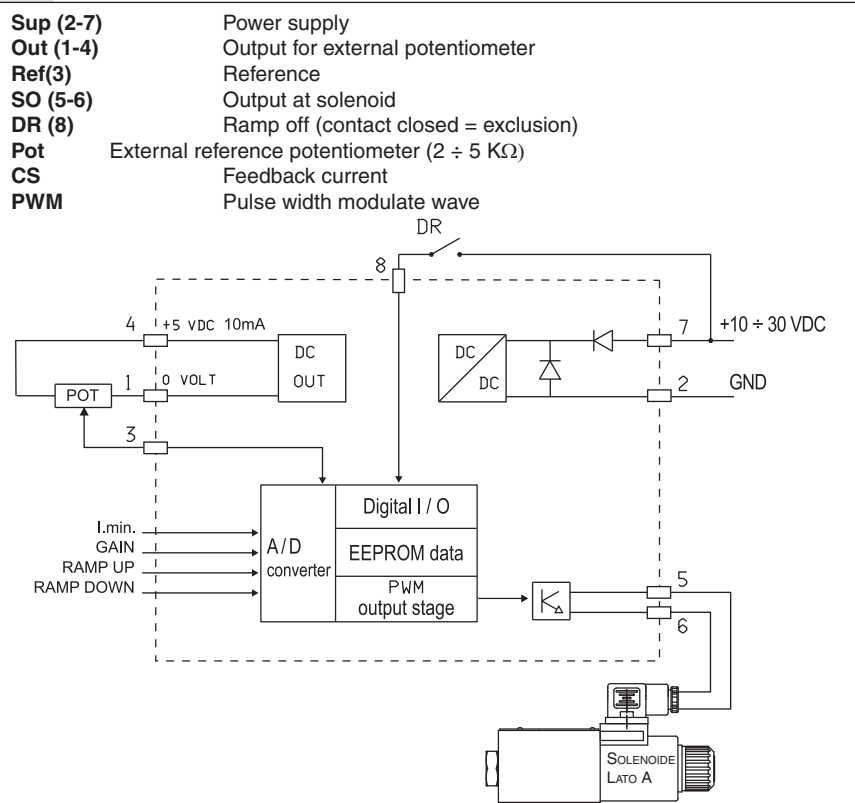 Sup (2-7) Power supply
Out (1-4) Output for external potentiometer
Ref(3) Reference
SO (5-6) Output at solenoid
DR (8) Ramp off (contact closed = exclusion)
Pot External reference potentiometer (2 ÷ 5 KΩ)
CS Feedback current
PWM Pulse width modulate wave
DR
8
4 +5 VDC 10mA
7 +10 ÷ 30 VDC
DC
OUT
DC
DC
1 0 VOLT
2 GND
POT
3
Digital I / O
I.min.
GAIN
RAMP UP
RAMP DOWN
A/D
converter
EEPROM data
PWM
output stage
5
6
SOLENOIDE
LATO A